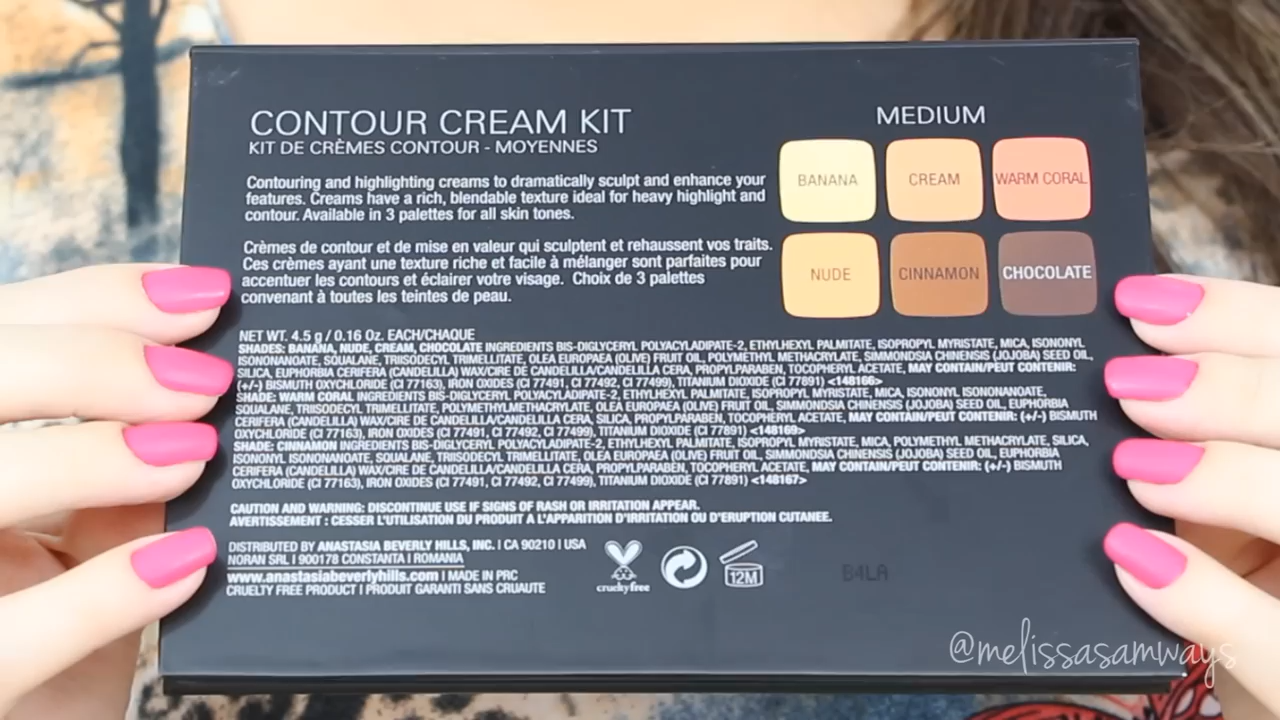 CONTOUR CREAM KIT
KIT DE CRÈMES CONTOUR - MOYENNES
Contouring and highlighting creams to dramatically sculpt and enhance your
features. Creams have a rich, blendable texture ideal for heavy highlight and
contour. Available in 3 palettes for all skin tones.
Crèmes de contour et de mise en valeur qui sculptent et rehaussent vos traits.
Ces crèmes ayant une texture riche et facile à mélanger sont parfaites pour
accentuer les contours et éclairer votre visage. Choix de 3 palettes
convenant à toutes les teintes de peau.
MEDIUM
BANANA
CREAM
WARM CORAL
NUDE
CINNAMON
CHOCOLATE
NET WT. 4.5 g / 0.16 Oz. EACH/CHAQUE
SHADES: BANANA, NUDE, CREAM, CHOCOLATE INGREDIENTS BIS-DIGLYCERYL POLYACYLADIPATE-2, ETHYLHEXYL PALMITATE, ISOPROPYL MYRISTATE, MICA, ISONONYL
ISONONANOATE, SQUALANE, TRIISODECYL TRIMELLITATE, OLEA EUROPAEA (OLIVE) FRUIT OIL, POLYMETHYL METHACRYLATE, SIMMONDSIA CHINENSIS (JOJOBA) SEED OIL,
SILICA, EUPHORBIA CERIFERA (CANDELILLA) WAX/CIRE DE CANDELILLA/CANDELILLA CERA, PROPYLPARABEN, TOCOPHERYL ACETATE, MAY CONTAIN/PEUT CONTENIR:
(+/-) BISMUTH OXYCHLORIDE (CI 77163), IRON OXIDES (CI 77491, CI 77492, CI 77499), TITANIUM DIOXIDE (CI 77891) <148166>
SHADE: WARM CORAL INGREDIENTS BIS-DIGLYCERYL POLYACYLADIPATE-2, ETHYLHEXYL PALMITATE, ISOPROPYL MYRISTATE, MICA, ISONONYL ISONONANOATE,
SQUALANE, TRIISODECYL TRIMELLITATE, POLYMETHYLMETHACRYLATE, OLEA EUROPAEA (OLIVE) FRUIT OIL, SIMMONDSIA CHINENSIS (JOJOBA) SEED OIL, EUPHORBIA
CERIFERA (CANDELILLA) WAX/CIRE DE CANDELILLA/CANDELILLA CERA, SILICA, PROPYLPARABEN, TOCOPHERYL ACETATE, MAY CONTAIN/PEUT CONTENIR: (+/-) BISMUTH
OXYCHLORIDE (CI 77163), IRON OXIDES (CI 77491, CI 77492, CI 77499), TITANIUM DIOXIDE (CI 77891) <148169>
SHADE: CINNAMON INGREDIENTS BIS-DIGLYCERYL POLYACYLADIPATE-2, ETHYLHEXYL PALMITATE, ISOPROPYL MYRISTATE, MICA, POLYMETHYL METHACRYLATE, SILICA,
ISONONYL ISONONANOATE, SQUALANE, TRIISODECYL TRIMELLITATE, OLEA EUROPAEA (OLIVE) FRUIT OIL, SIMMONDSIA CHINENSIS (JOJOBA) SEED OIL, EUPHORBIA
CERIFERA (CANDELILLA) WAX/CIRE DE CANDELILLA/CANDELILLA CERA, PROPYLPARABEN, TOCOPHERYL ACETATE, MAY CONTAIN/PEUT CONTENIR: (+/-) BISMUTH
OXYCHLORIDE (CI 77163), IRON OXIDES (CI 77491, CI 77492, CI 77499), TITANIUM DIOXIDE (CI 77891) <148167>
CAUTION AND WARNING: DISCONTINUE USE IF SIGNS OF RASH OR IRRITATION APPEAR.
AVERTISSEMENT : CESSER L'UTILISATION DU PRODUIT A L'APPARITION D'IRRITATION OU D'ERUPTION CUTANEE.
DISTRIBUTED BY ANASTASIA BEVERLY HILLS, INC. I CA 90210 I USA
NORAN SRL I 900178 CONSTANTA I ROMANIA
www.anastasiabeverlyhills.com I MADE IN PRC
CRUELTY FREE PRODUCT I PRODUIT GARANTI SANS CRUAUTE
crueltyfree
12M
B4LA
@melissasamways